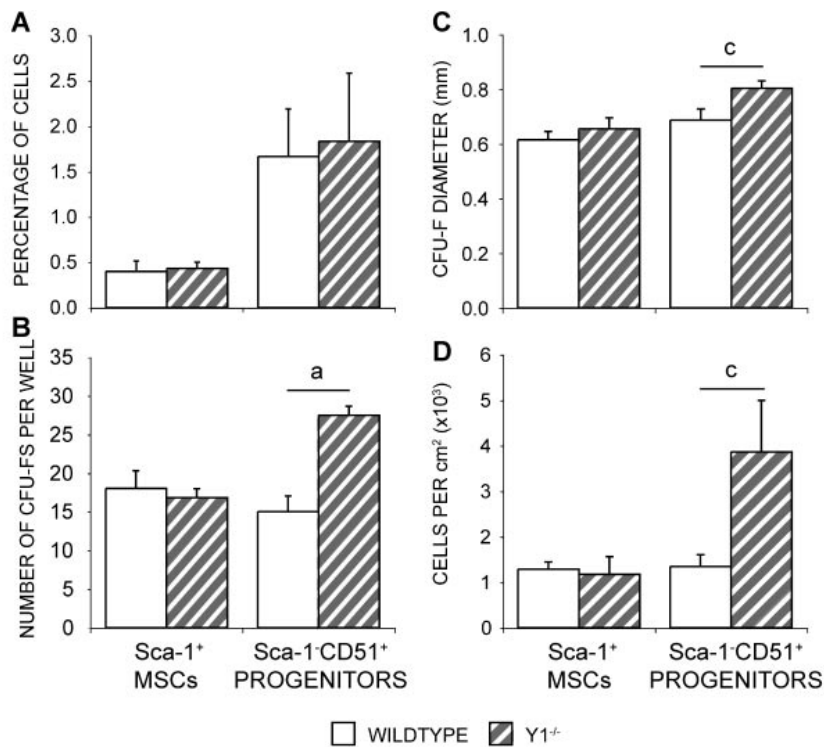 A
3.0
2.5
2.0
1.5
1.0
0.5
0.0
PERCENTAGE OF CELLS
B
35
30
25
20
15
10
5
0
NUMBER OF CFU-FS PER WELL
a
Sca-1⁺
MSCs
Sca-1⁻CD51⁺
PROGENITORS
C
1.0
0.8
0.6
0.4
0.2
0.0
CFU-F DIAMETER (mm)
c
D
6
5
4
3
2
1
0
CELLS PER cm² (x10³)
c
Sca-1⁺
MSCs
Sca-1⁻CD51⁺
PROGENITORS
WILDTYPE
Y1⁻/⁻